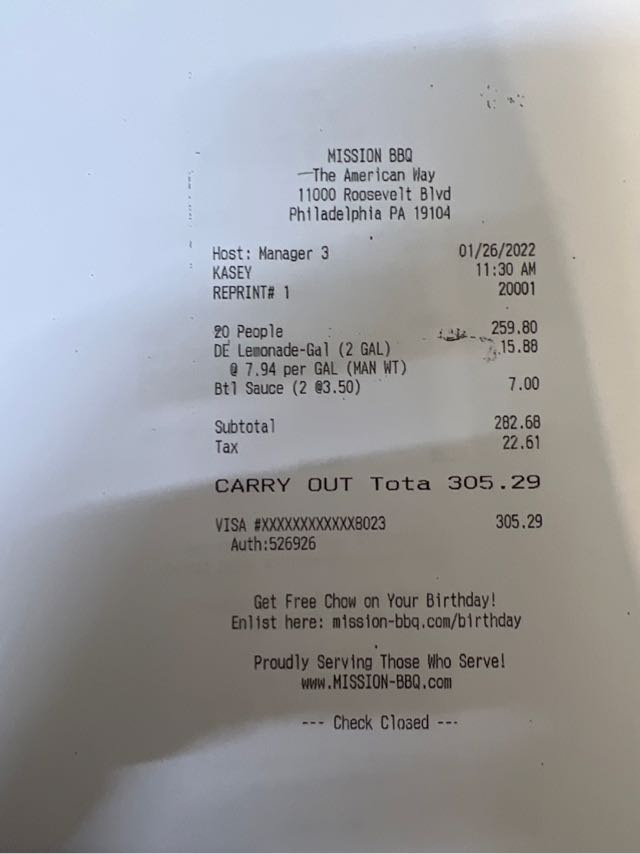 MISSION BBQ
The American Way
11000 Roosevelt Blvd
Philadelphia PA 19104
Host: Manager 3 01/26/2022
KASEY 11:30 AM
REPRINT# 1 20001
20 People 259.80
DE Lemonade-Gal (2 GAL) 15.88
@ 7.94 per GAL (MAN WT)
Btl Sauce (2 @3.50) 7.00
Subtotal 282.68
Tax 22.61
CARRY OUT Tota 305.29
VISA #XXXXXXXXXXXX8023 305.29
Auth:526926
Get Free Chow on Your Birthday!
Enlist here: mission-bbq.com/birthday
Proudly Serving Those Who Serve!
www.MISSION-BBQ.com
--- Check Closed ---